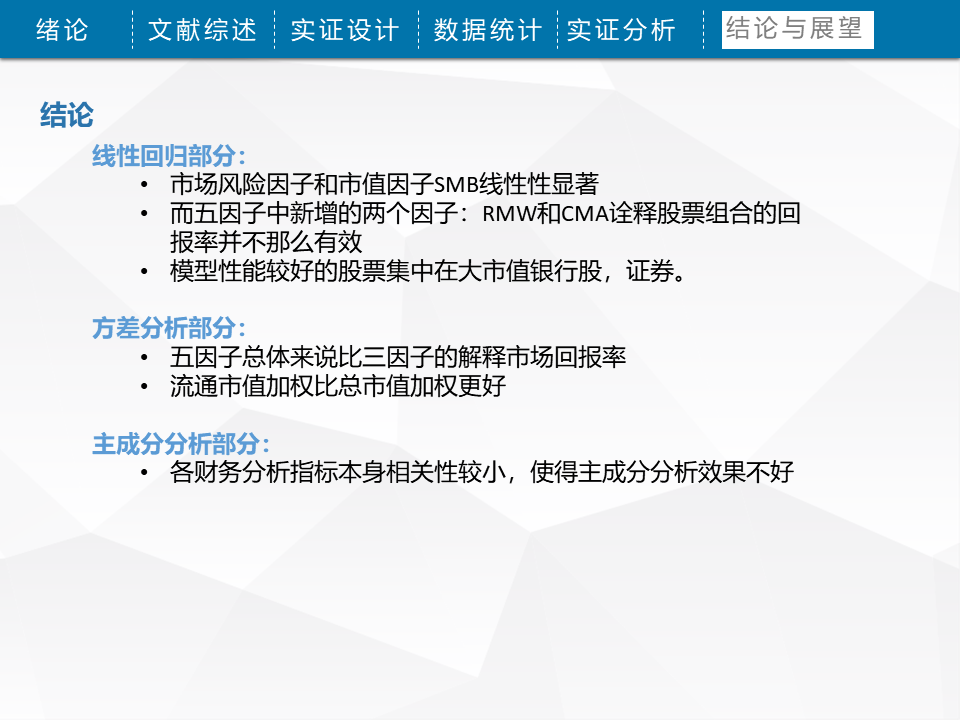 绪论 文献综述 实证设计 数据统计 实证分析 结论与展望
结论
线性回归部分：
• 市场风险因子和市值因子SMB线性性显著
• 而五因子中新增的两个因子：RMW和CMA诠释股票组合的回
报率并不那么有效
• 模型性能较好的股票集中在大市值银行股，证券。
方差分析部分：
• 五因子总体来说比三因子的解释市场回报率
• 流通市值加权比总市值加权更好
主成分分析部分：
• 各财务分析指标本身相关性较小，使得主成分分析效果不好